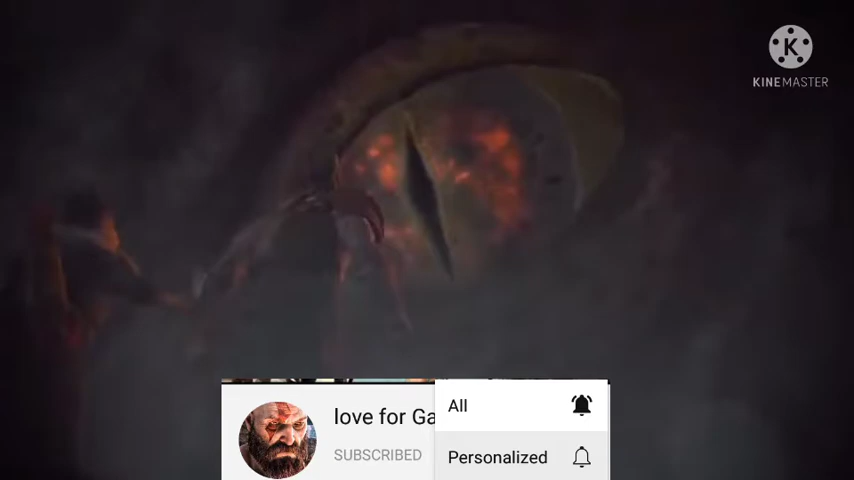 K
KINEMASTER
love for Ga
All
SUBSCRIBED
Personalized